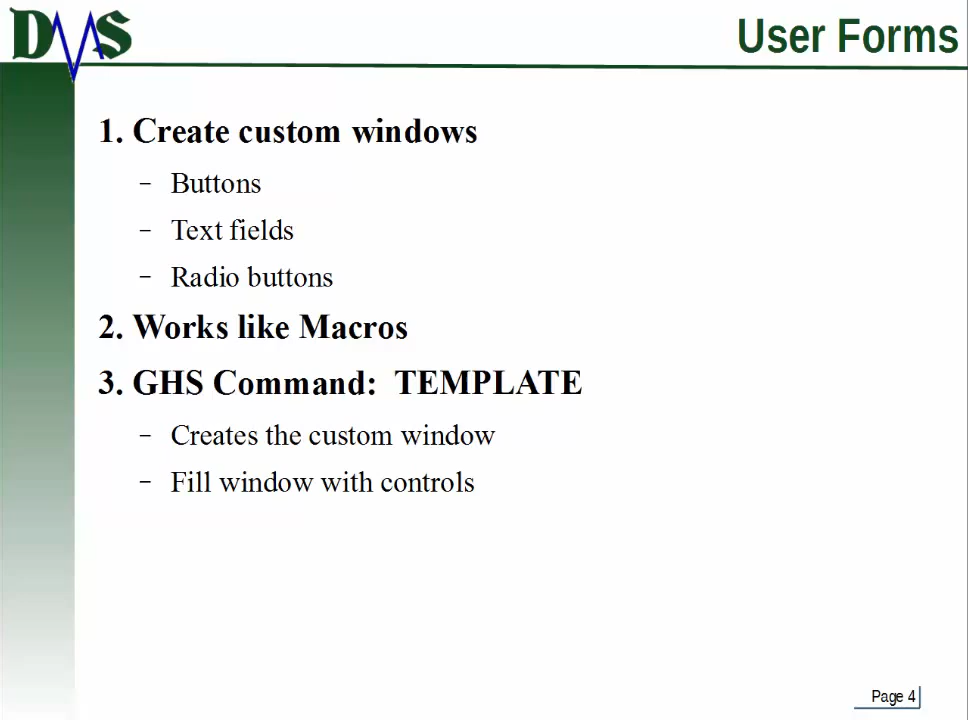 DMS
User Forms
1. Create custom windows
– Buttons
– Text fields
– Radio buttons
2. Works like Macros
3. GHS Command: TEMPLATE
– Creates the custom window
– Fill window with controls
Page 4